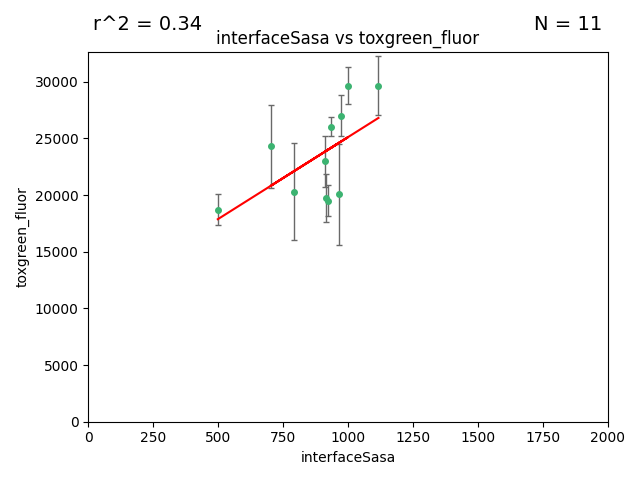 r^2 = 0.34
N = 11
interfaceSasa vs toxgreen_fluor
30000
25000
20000
15000
10000
5000
0
toxgreen_fluor
0 250 500 750 1000 1250 1500 1750 2000
interfaceSasa